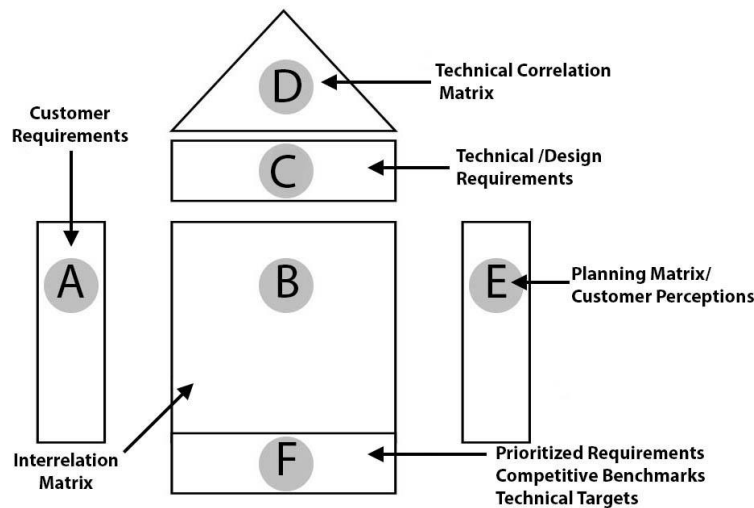 D
Technical Correlation
Matrix
Customer
Requirements
C
Technical /Design
Requirements
A
B
E
Planning Matrix/
Customer Perceptions
Interrelation
Matrix
F
Prioritized Requirements
Competitive Benchmarks
Technical Targets